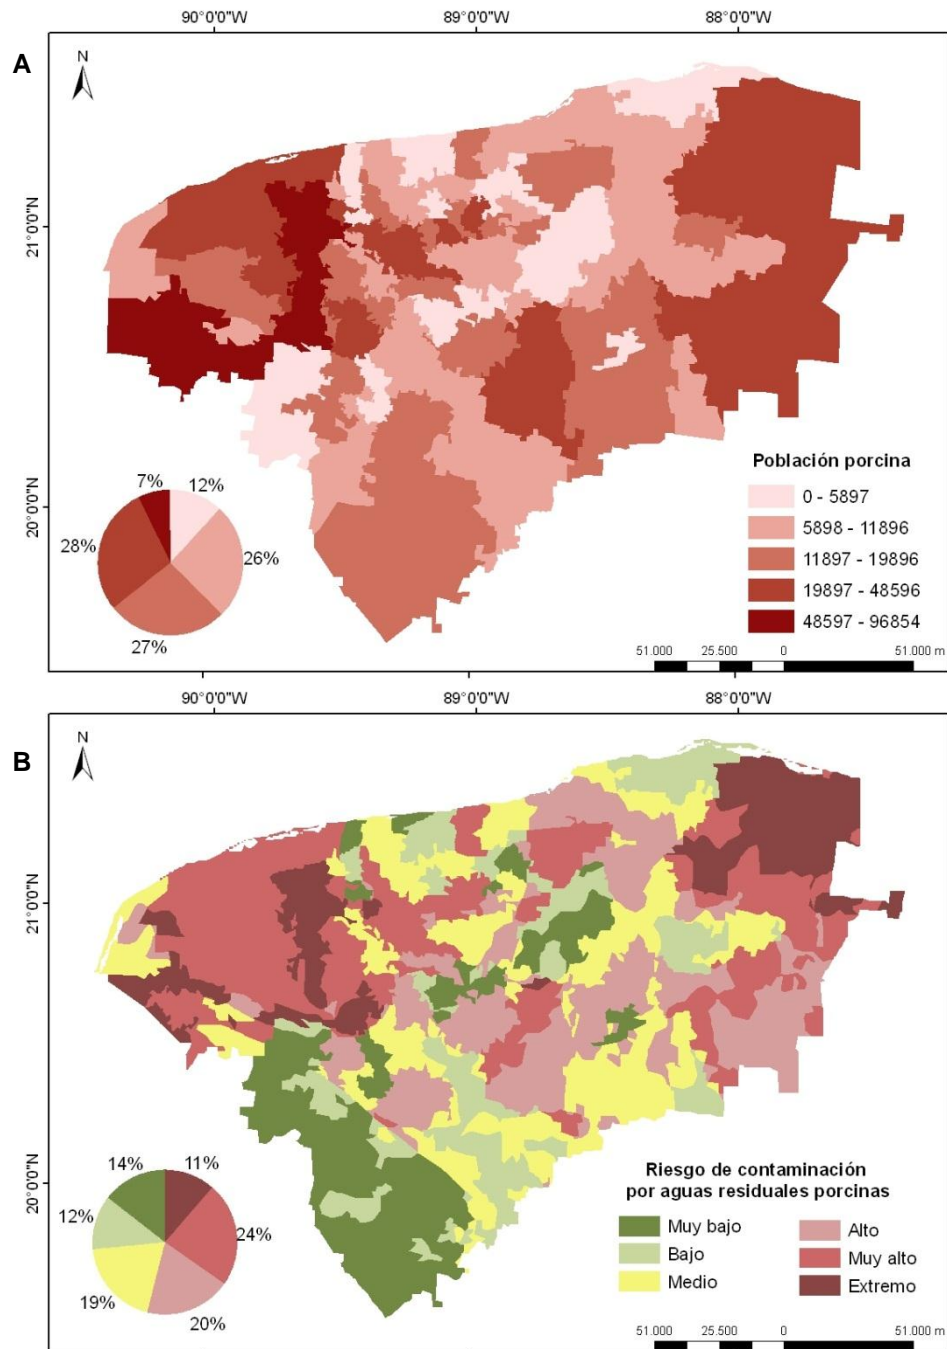 90°0'0"W 89°0'0"W 88°0'0"W
A
N
21°0'0"N
20°0'0"N
7% 12%
28%
26%
27%
Población porcina
0 - 5897
5898 - 11896
11897 - 19896
19897 - 48596
48597 - 96854
51.000 25.500 0 51.000 m
90°0'0"W 89°0'0"W 88°0'0"W
B
N
21°0'0"N
20°0'0"N
14% 11%
12%
24%
19%
20%
Riesgo de contaminación
por aguas residuales porcinas
Muy bajo
Bajo
Medio
Alto
Muy alto
Extremo
51.000 25.500 0 51.000 m